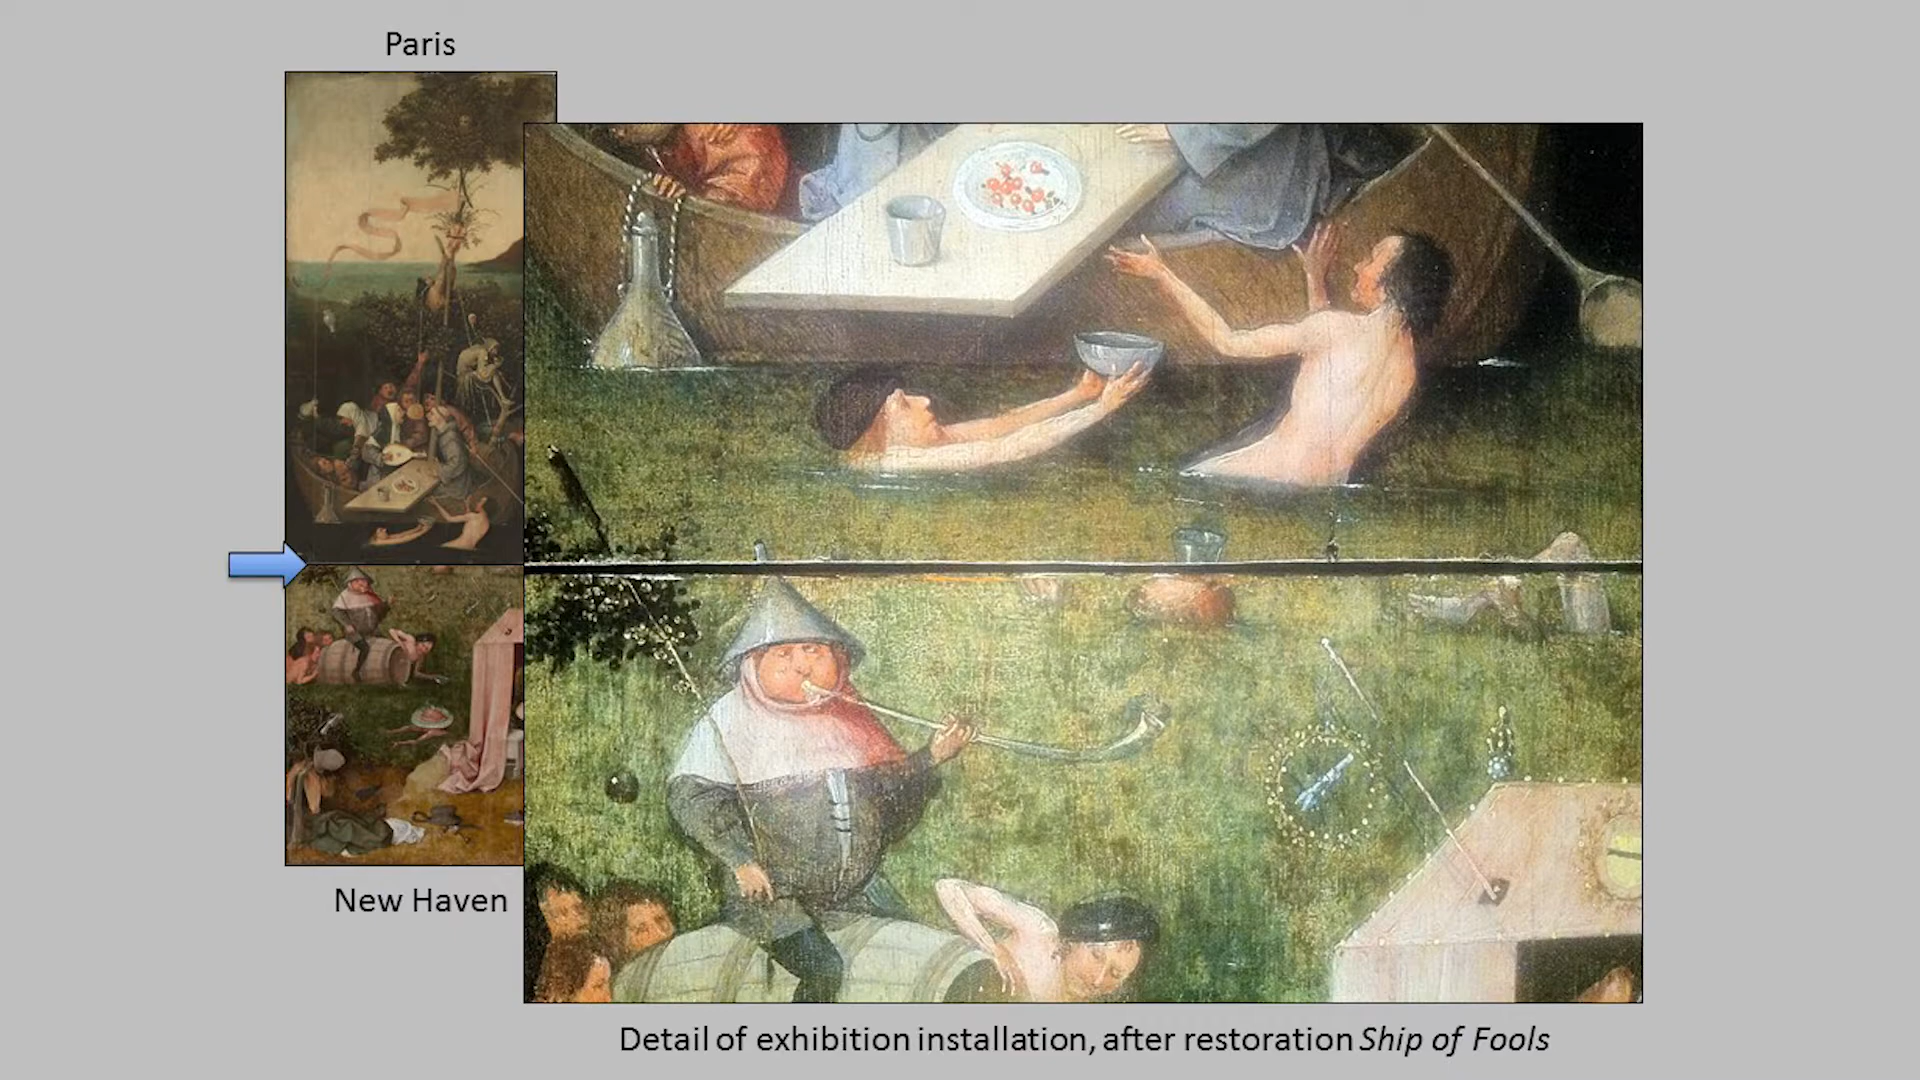 Paris
New Haven
Detail of exhibition installation, after restoration Ship of Fools